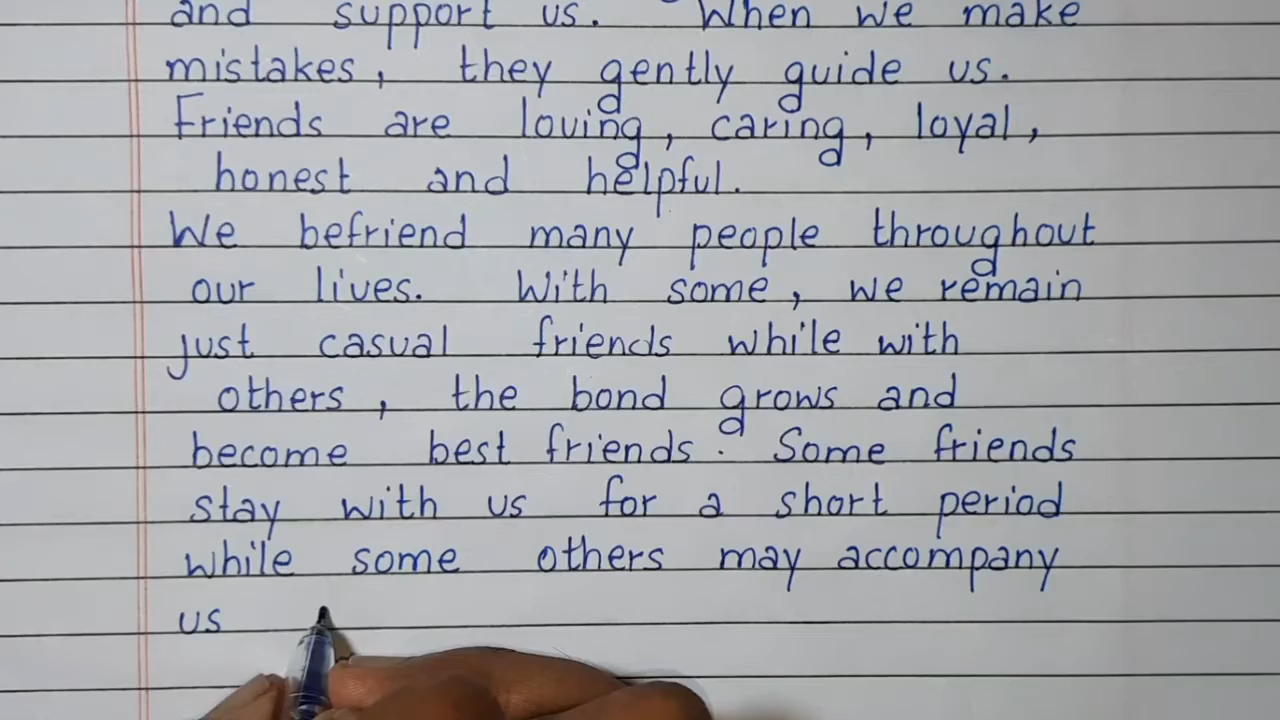 and support us. When we make
mistakes, they gently guide us.
Friends are loving, caring, loyal,
honest and helpful.
We befriend many people throughout
our lives. With some, we remain
just casual friends while with
others, the bond grows and
become best friends. Some friends
stay with us for a short period
while some others may accompany
us